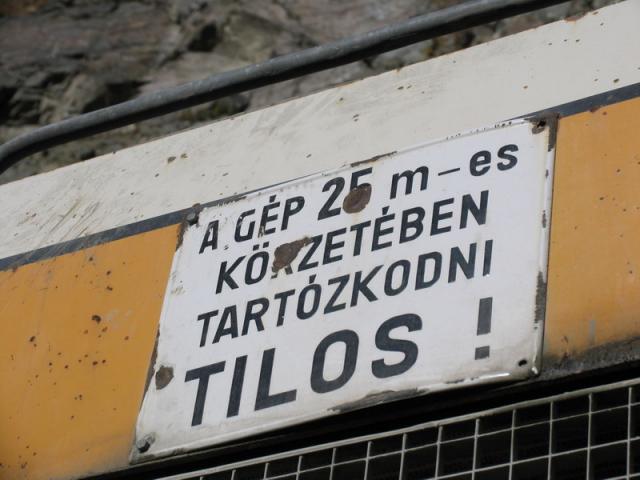 A GÉP 25 m-es
KÖRZETÉBEN
TARTÓZKODNI
TILOS!